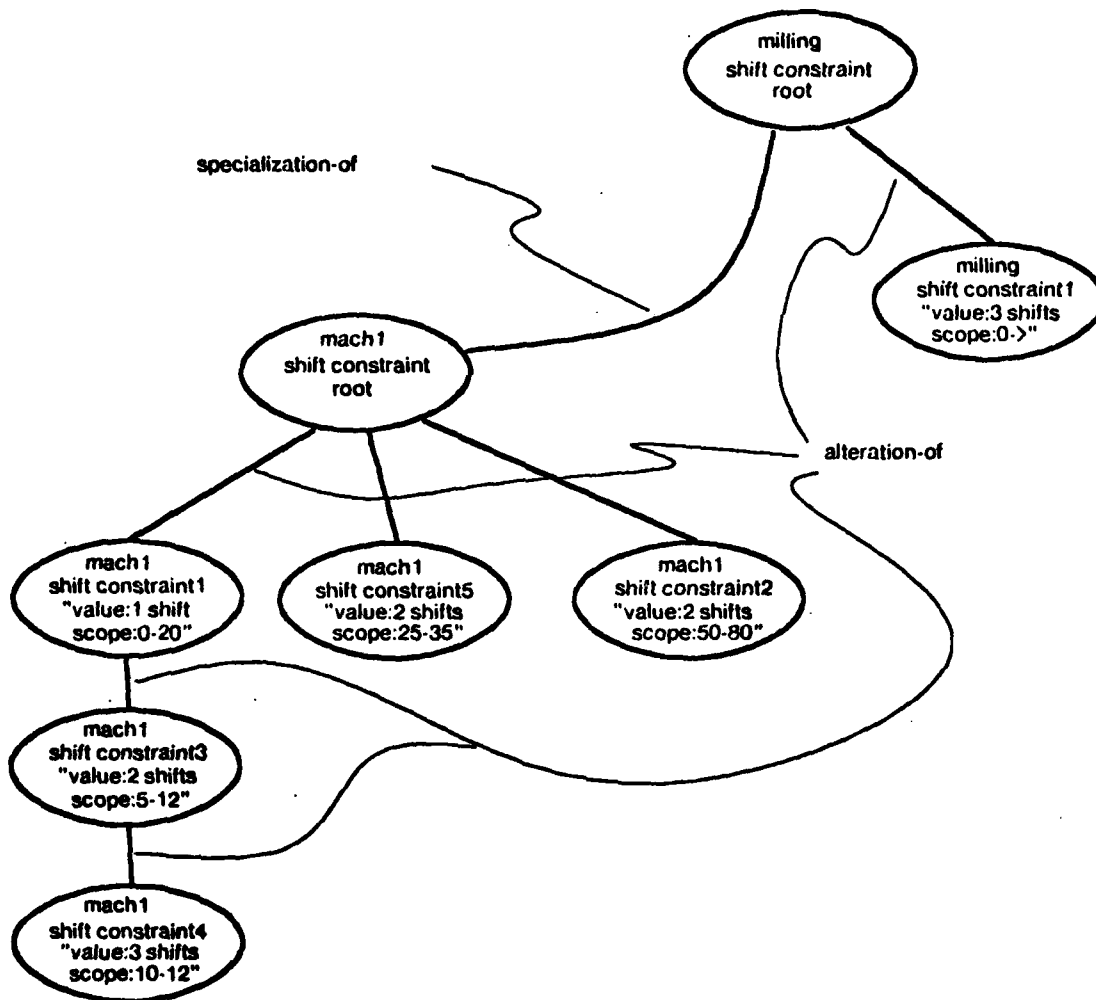 milling
shift constraint
root
specialization-of
milling
shift constraint1
"value:3 shifts
scope:0->"
mach1
shift constraint
root
alteration-of
mach1
shift constraint1
"value:1 shift
scope:0-20"
mach1
shift constraint5
"value:2 shifts
scope:25-35"
mach1
shift constraint2
"value:2 shifts
scope:50-80"
mach1
shift constraint3
"value:2 shifts
scope:5-12"
mach1
shift constraint4
"value:3 shifts
scope:10-12"